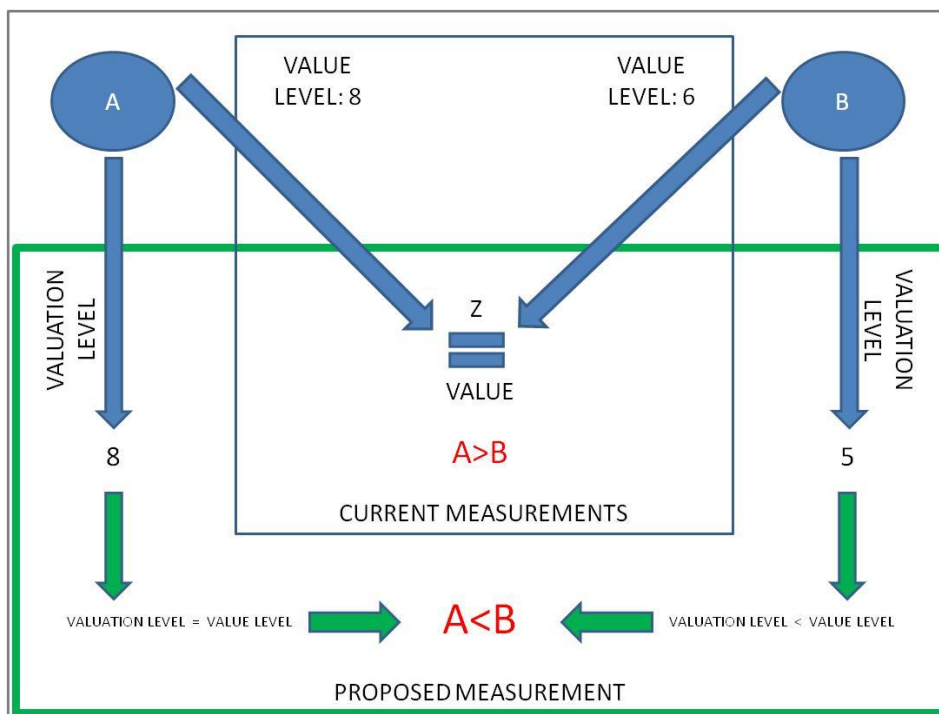 A
VALUE
LEVEL: 8
VALUE
LEVEL: 6
B
VALUATION
LEVEL
Z
VALUE
VALUATION
LEVEL
8
A>B
5
CURRENT MEASUREMENTS
VALUATION LEVEL = VALUE LEVEL
A<B
VALUATION LEVEL < VALUE LEVEL
PROPOSED MEASUREMENT